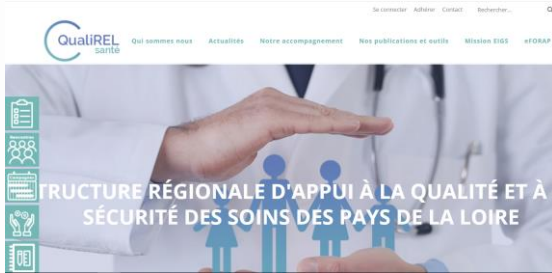 Se connecter Adhérer Contact Rechercher...
QualiREL
santé
Qui sommes nous Actualités Notre accompagnement Nos publications et outils Mission EIGS eFORAP
TRUCTURE RÉGIONALE D'APPUI À LA QUALITÉ ET À
SÉCURITÉ DES SOINS DES PAYS DE LA LOIRE